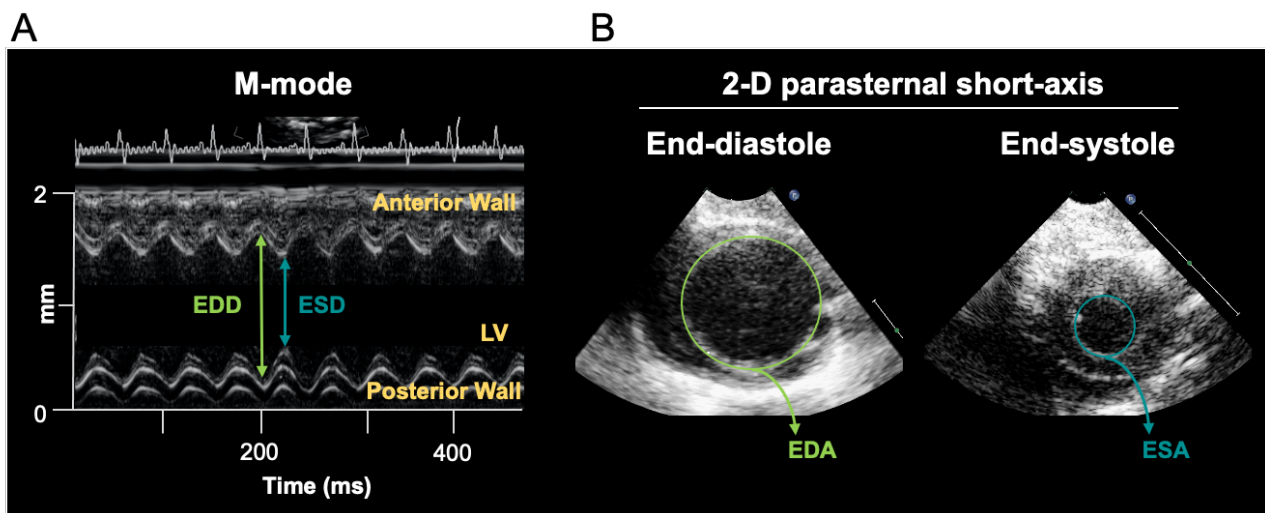 A
M-mode
2
Anterior Wall
EDD
ESD
mm
LV
Posterior Wall
0
200
400
Time (ms)
B
2-D parasternal short-axis
End-diastole
End-systole
EDA
ESA